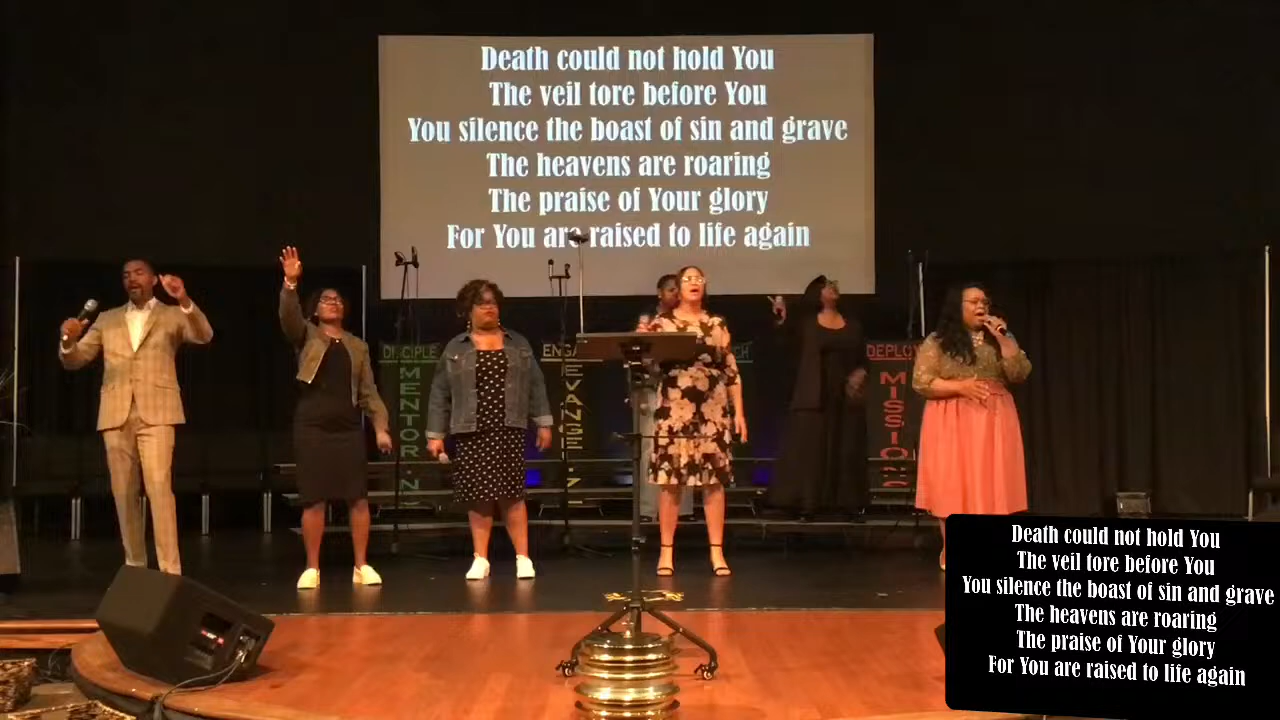 Death could not hold You
The veil tore before You
You silence the boast of sin and grave
The heavens are roaring
The praise of Your glory
For You are raised to life again
DISCIPLE
MENTOR
DEPLOY
MISSIONS
Death could not hold You
The veil tore before You
You silence the boast of sin and grave
The heavens are roaring
The praise of Your glory
For You are raised to life again